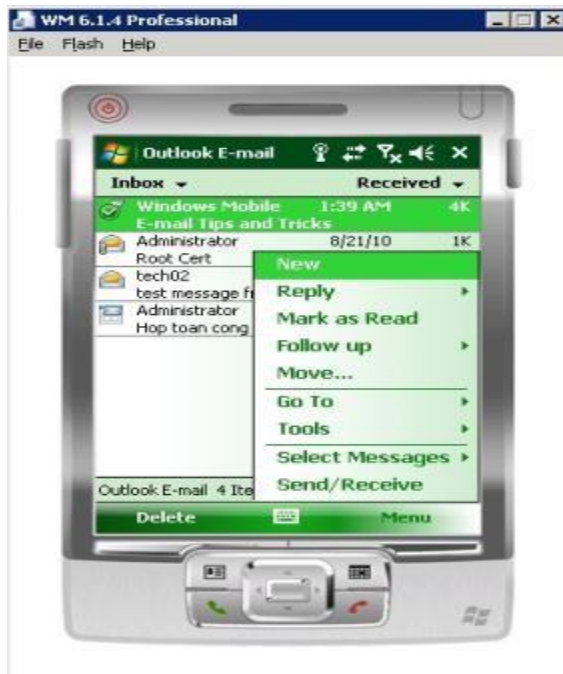 WM 6.1.4 Professional
File Flash Help
Outlook E-mail
Inbox Received
Windows Mobile 1:39 AM 4K
E-mail Tips and Tricks
Administrator 8/21/10 1K
Root Cert
tech02
test message fr
Administrator
Hop toan cong
New
Reply
Mark as Read
Follow up
Move...
Go To
Tools
Select Messages
Send/Receive
Outlook E-mail 4 Ite
Delete Menu